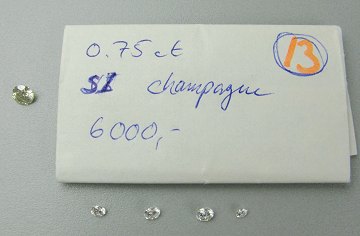 0.75 ct
13
SI champagne
6000,-